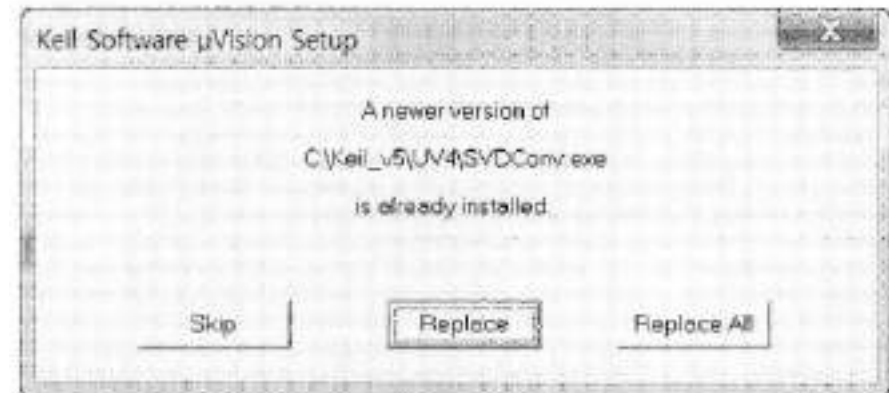 Keil Software µVision Setup
A newer version of
C:\Keil_v5\UV4\SVDConv.exe
is already installed.
Skip
Replace
Replace All